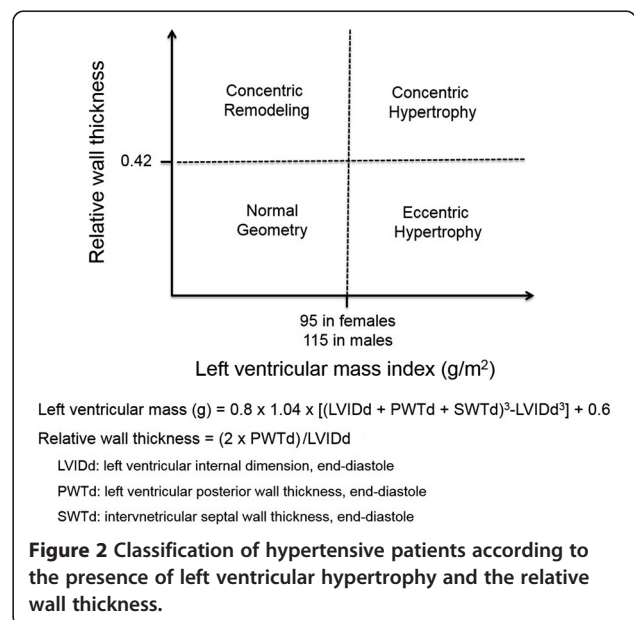 Relative wall thickness
Concentric
Remodeling
Concentric
Hypertrophy
0.42
Normal
Geometry
Eccentric
Hypertrophy
95 in females
115 in males
Left ventricular mass index (g/m²)
Left ventricular mass (g) = 0.8 x 1.04 x [(LVIDd + PWTd + SWTd)³-LVIDd³] + 0.6
Relative wall thickness = (2 x PWTd)/LVIDd
LVIDd: left ventricular internal dimension, end-diastole
PWTd: left ventricular posterior wall thickness, end-diastole
SWTd: intervnetricular septal wall thickness, end-diastole
Figure 2 Classification of hypertensive patients according to
the presence of left ventricular hypertrophy and the relative
wall thickness.